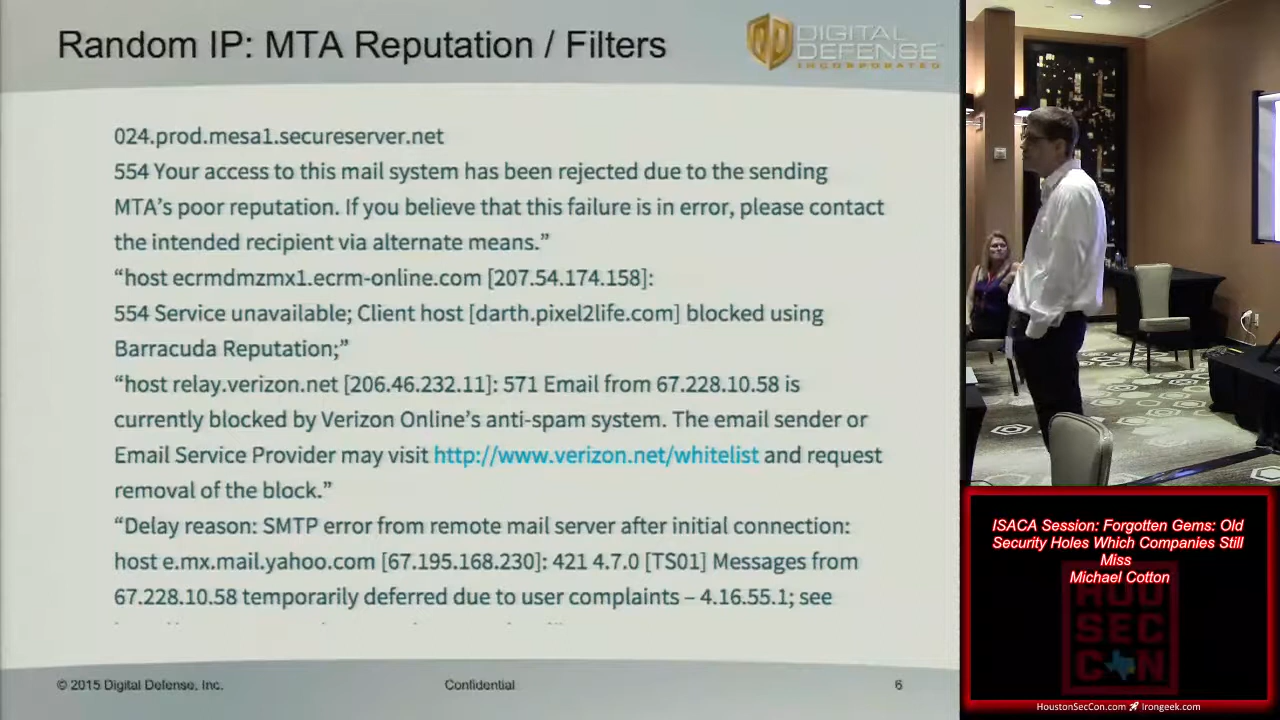 Random IP: MTA Reputation / Filters
DIGITAL
DEFENSE
INCORPORATED
024.prod.mesa1.secureserver.net
554 Your access to this mail system has been rejected due to the sending
MTA's poor reputation. If you believe that this failure is in error, please contact
the intended recipient via alternate means.”
“host ecrmdmzmx1.ecrm-online.com [207.54.174.158]:
554 Service unavailable; Client host [darth.pixel2life.com] blocked using
Barracuda Reputation;”
“host relay.verizon.net [206.46.232.11]: 571 Email from 67.228.10.58 is
currently blocked by Verizon Online’s anti-spam system. The email sender or
Email Service Provider may visit http://www.verizon.net/whitelist and request
removal of the block.”
“Delay reason: SMTP error from remote mail server after initial connection:
host e.mx.mail.yahoo.com [67.195.168.230]: 421 4.7.0 [TS01] Messages from
67.228.10.58 temporarily deferred due to user complaints – 4.16.55.1; see
© 2015 Digital Defense, Inc.
Confidential
6
ISACA Session: Forgotten Gems: Old
Security Holes Which Companies Still
Miss
Michael Cotton
HOU
SEC
C N
HoustonSecCon.com Irongeek.com